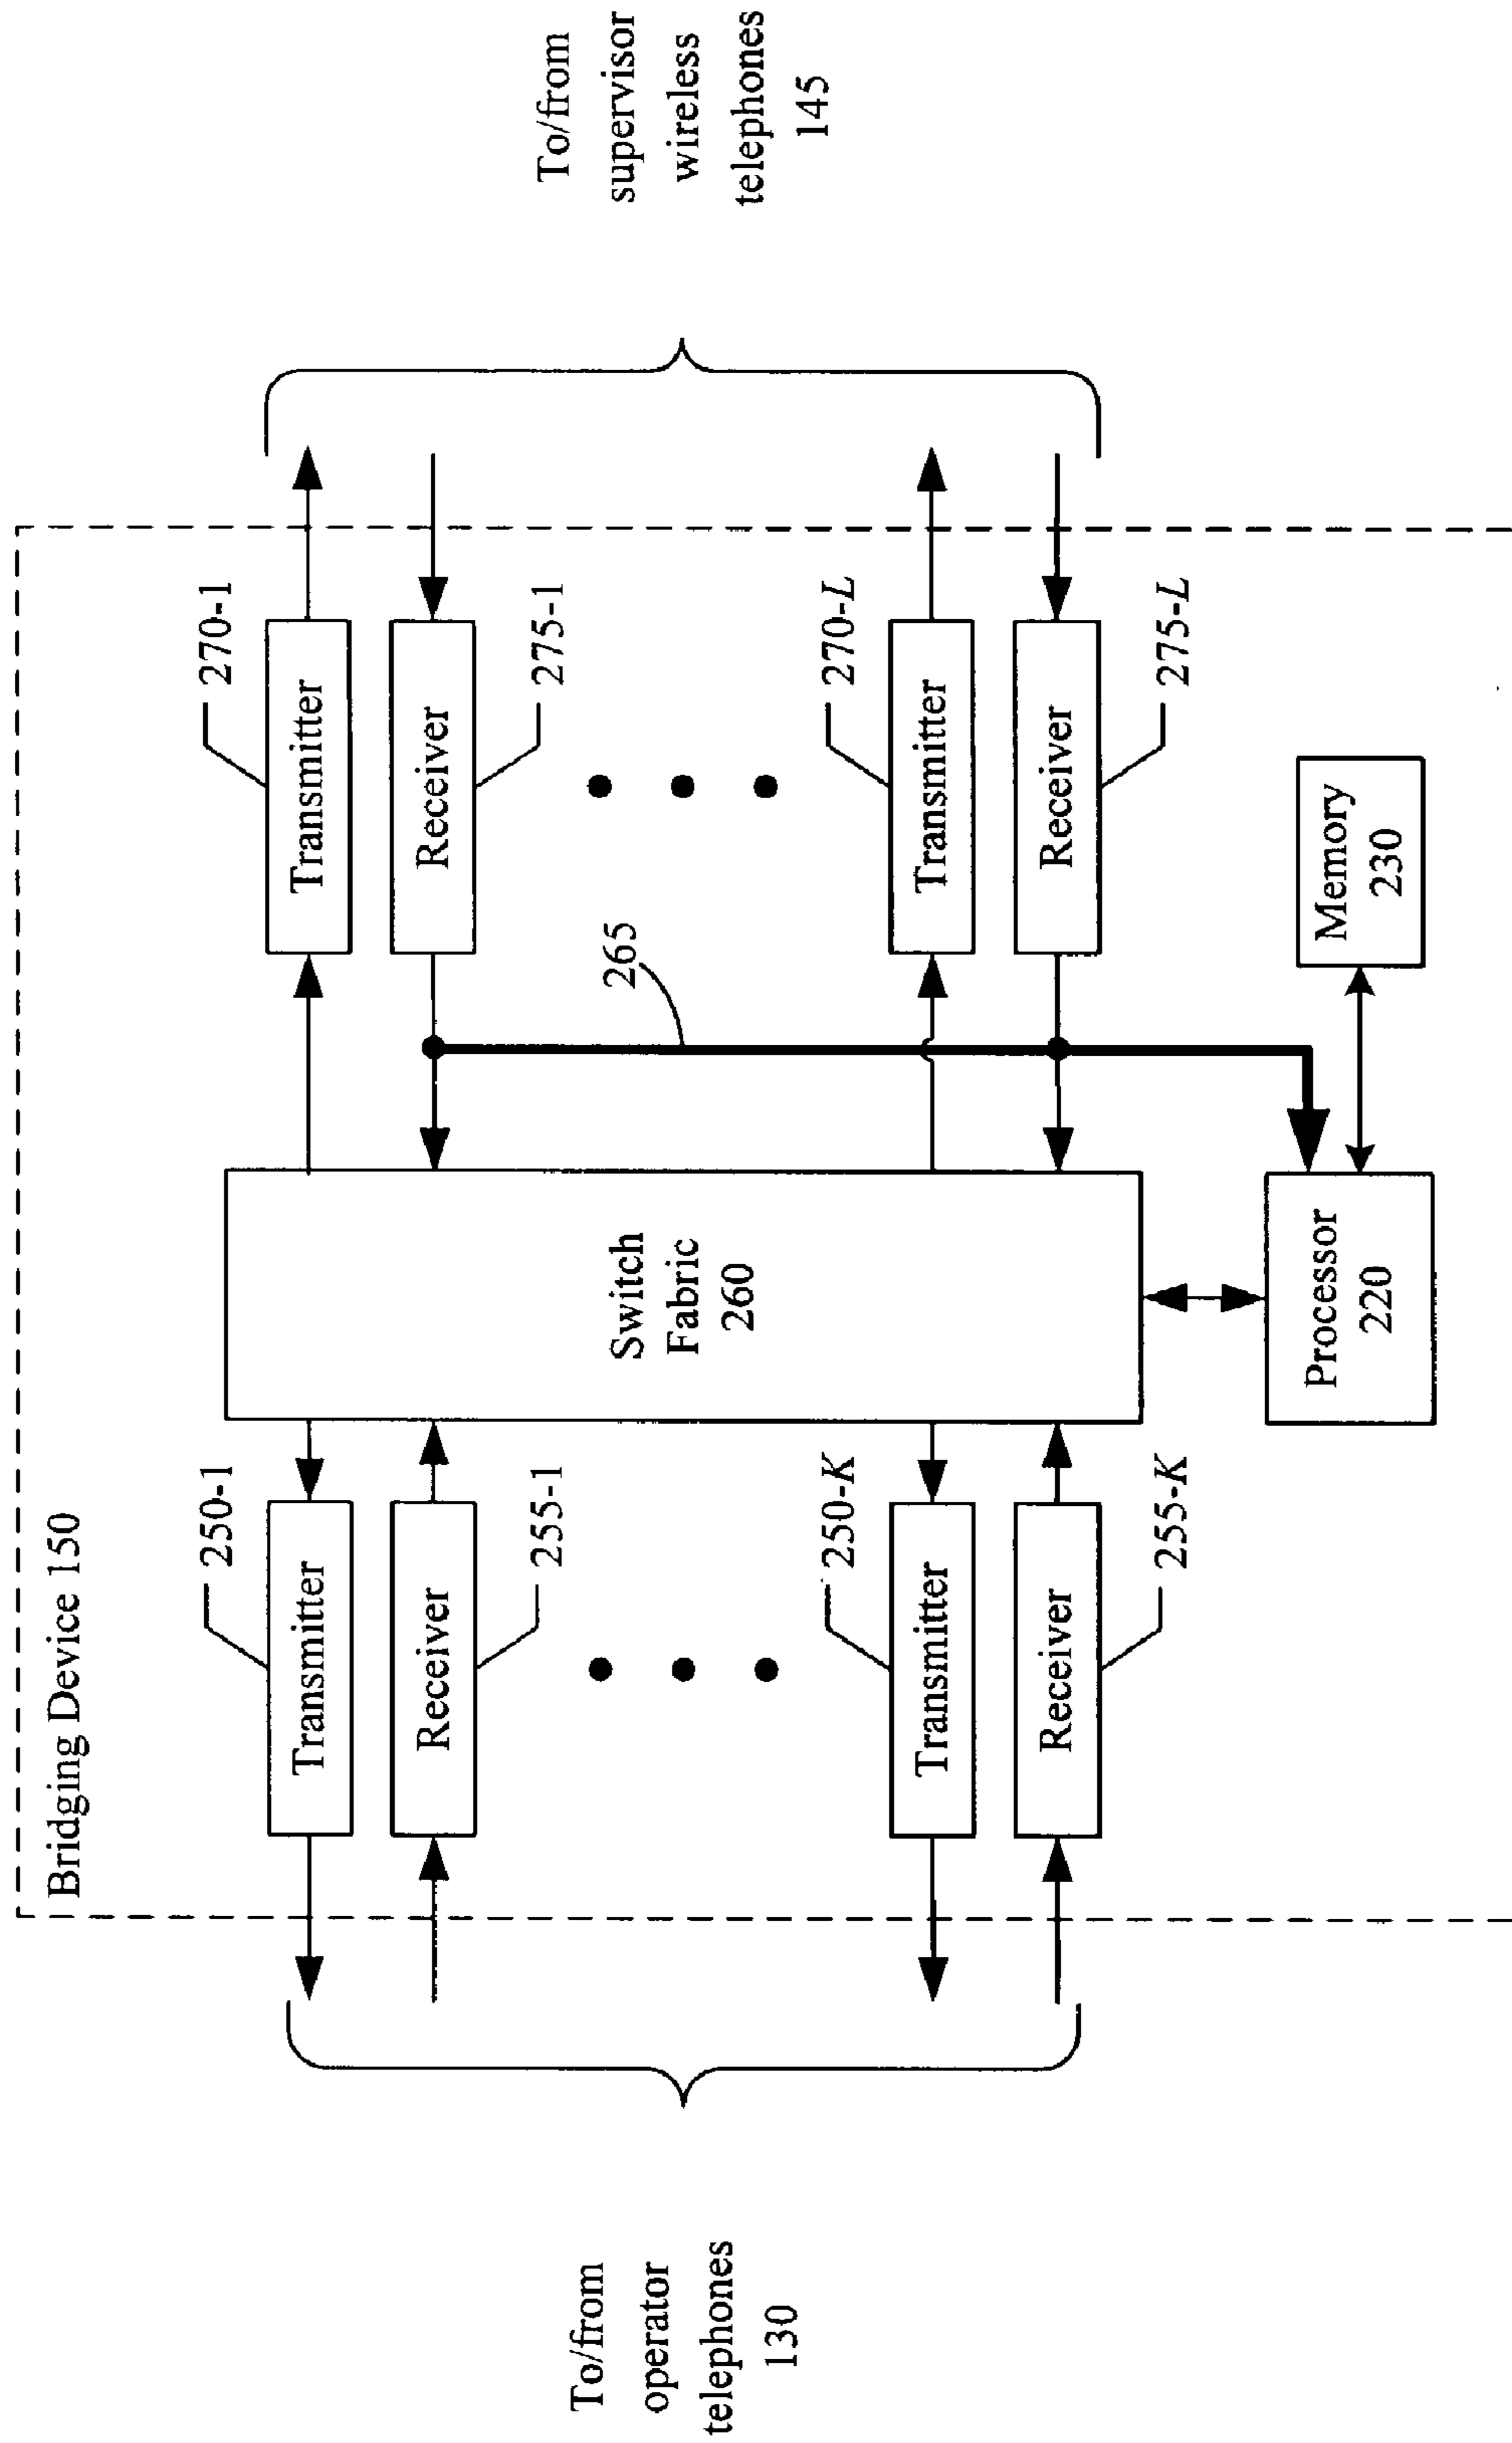 Bridging Device 150
To/from
operator
telephones
130
250-1
Transmitter
Receiver
255-1
250-K
Transmitter
Receiver
255-K
Switch
Fabric
260
265
Processor
220
Memory
230
270-1
Transmitter
Receiver
275-1
270-L
Transmitter
Receiver
275-L
To/from
supervisor
wireless
telephones
145